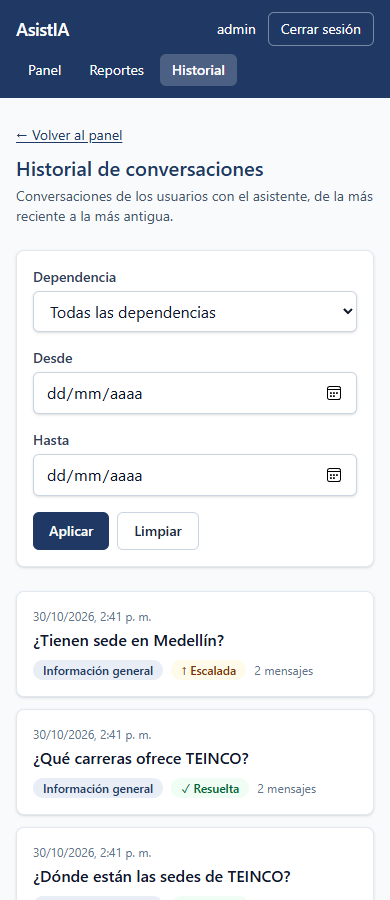 AsistIA
admin
Cerrar sesión
Panel
Reportes
Historial
← Volver al panel
Historial de conversaciones
Conversaciones de los usuarios con el asistente, de la más
reciente a la más antigua.
Dependencia
Todas las dependencias
Desde
dd/mm/aaaa
Hasta
dd/mm/aaaa
Aplicar
Limpiar
30/10/2026, 2:41 p. m.
¿Tienen sede en Medellín?
Información general
↑ Escalada
2 mensajes
30/10/2026, 2:41 p. m.
¿Qué carreras ofrece TEINCO?
Información general
✓ Resuelta
2 mensajes
30/10/2026, 2:41 p. m.
¿Dónde están las sedes de TEINCO?